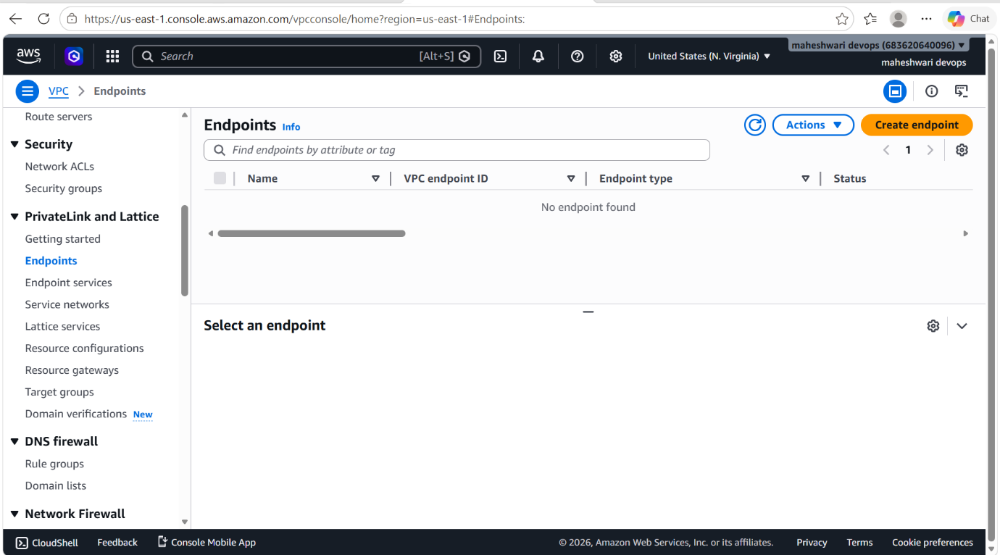 https://us-east-1.console.aws.amazon.com/vpcconsole/home?region=us-east-1#Endpoints:
Chat
aws
Search
[Alt+S]
United States (N. Virginia)
maheshwari devops (683620640096)
maheshwari devops
VPC
Endpoints
Route servers
Security
Network ACLs
Security groups
PrivateLink and Lattice
Getting started
Endpoints
Endpoint services
Service networks
Lattice services
Resource configurations
Resource gateways
Target groups
Domain verifications New
DNS firewall
Rule groups
Domain lists
Network Firewall
Endpoints Info
Actions
Create endpoint
Find endpoints by attribute or tag
1
Name
VPC endpoint ID
Endpoint type
Status
No endpoint found
Select an endpoint
CloudShell
Feedback
Console Mobile App
© 2026, Amazon Web Services, Inc. or its affiliates.
Privacy
Terms
Cookie preferences